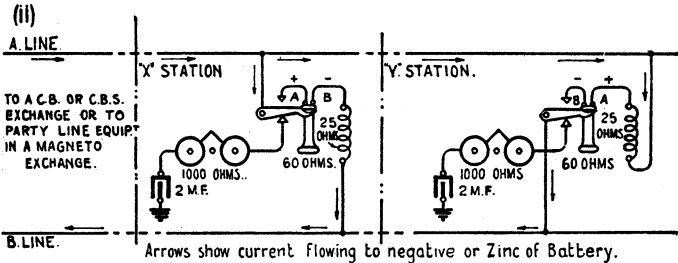 (ii)
A. LINE.
"X" STATION
"Y" STATION.
TO A C.B. OR C.B.S.
EXCHANGE OR TO
PARTY LINE EQUIPT
IN A MAGNETO
EXCHANGE.
+ −
A B
25
OHMS
60 OHMS.
1000 OHMS..
2 M.F.
− +
B A
25
OHMS
60 OHMS
1000 OHMS
2 M.F.
B. LINE.
Arrows show current flowing to negative or Zinc of Battery.